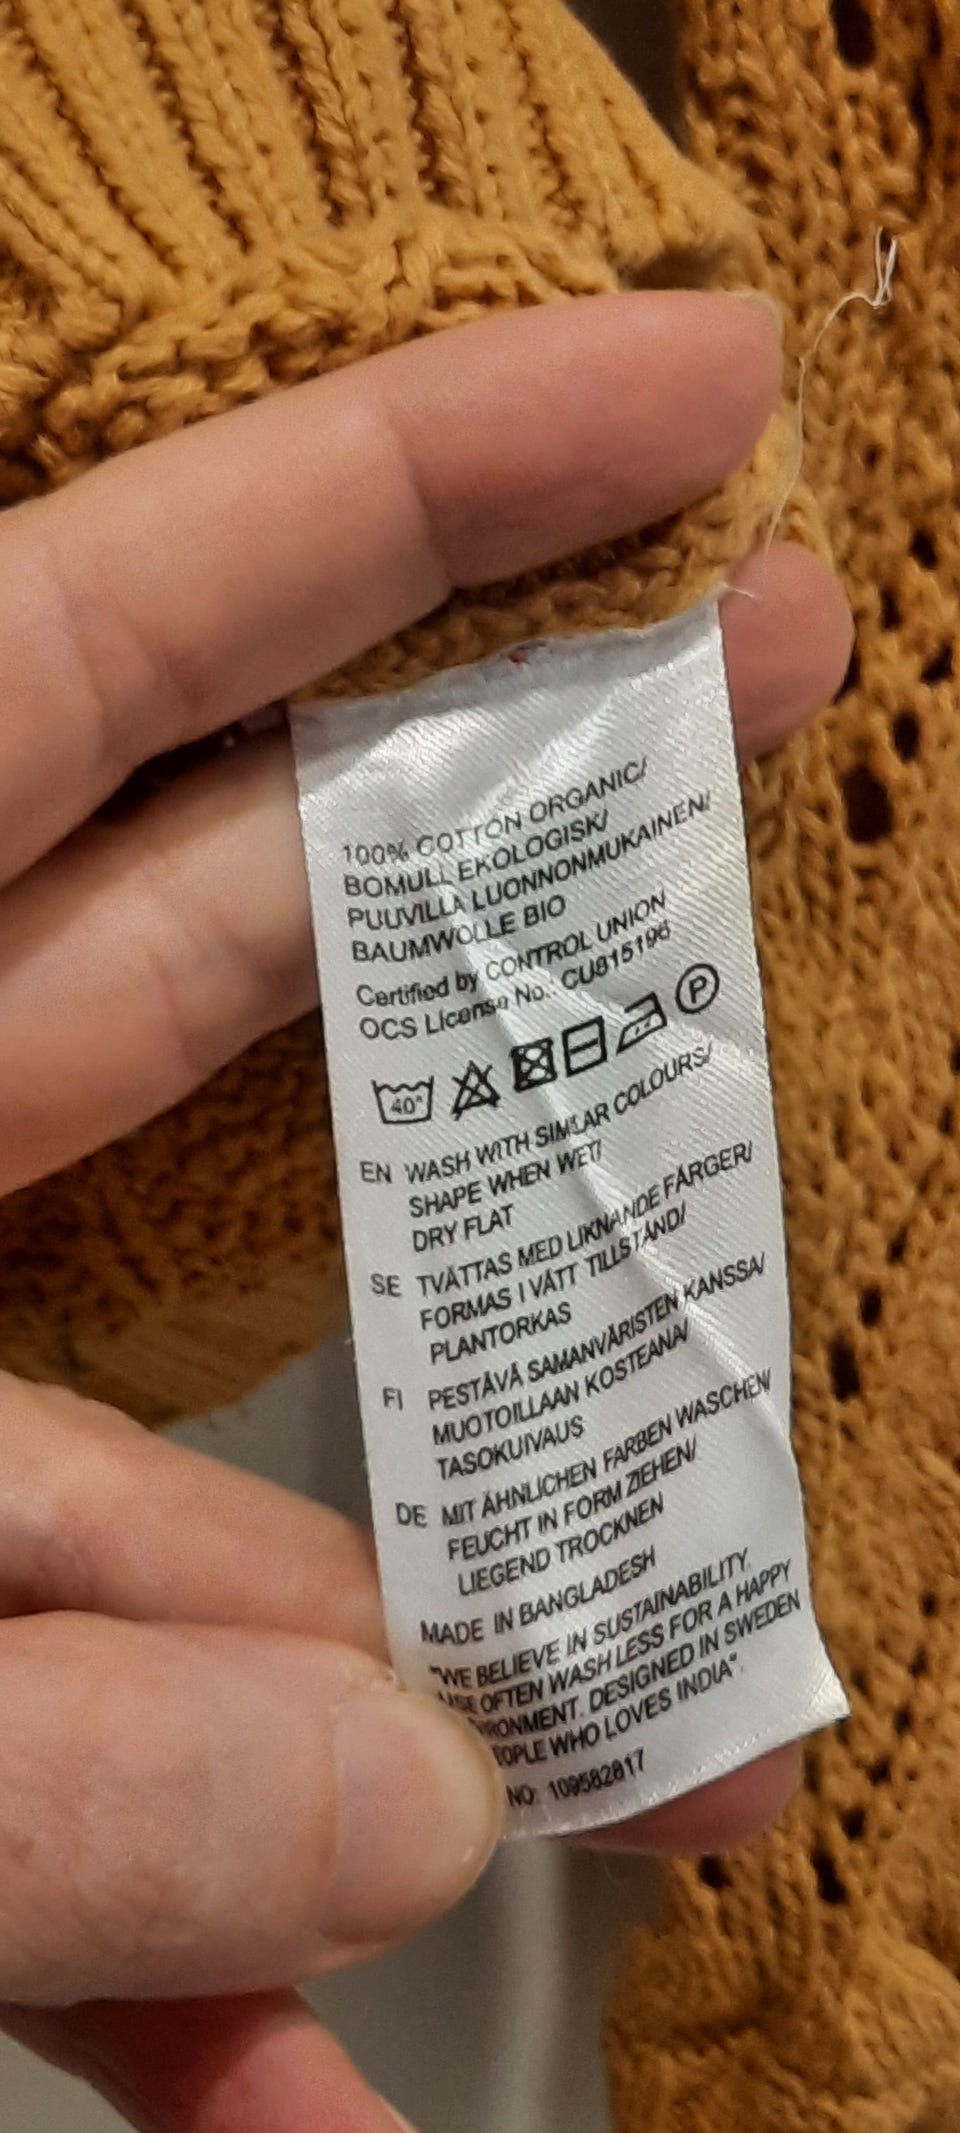 100% COTTON ORGANIC/
BOMULL EKOLOGISK/
PUUVILLA LUONNONMUKAINEN/
BAUMWOLLE BIO
Certified by CONTROL UNION
OCS License No.: CU815196
40° P
EN WASH WITH SIMILAR COLOURS/
SHAPE WHEN WET/
DRY FLAT
SE TVÄTTAS MED LIKNANDE FÄRGER/
FORMAS I VÅTT TILLSTÅND/
PLANTORKAS
FI PESTÄVÄ SAMANVÄRISTEN KANSSA/
MUOTOILLAAN KOSTEANA/
TASOKUIVAUS
DE MIT ÄHNLICHEN FARBEN WASCHEN/
FEUCHT IN FORM ZIEHEN/
LIEGEND TROCKNEN
MADE IN BANGLADESH
"WE BELIEVE IN SUSTAINABILITY.
USE OFTEN WASH LESS FOR A HAPPY
IRONMENT. DESIGNED IN SWEDEN
EOPLE WHO LOVES INDIA".
NO: 109582817